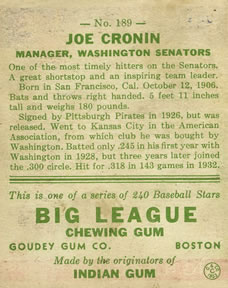 No. 189
JOE CRONIN
MANAGER, WASHINGTON SENATORS
One of the most timely hitters on the Senators.
A great shortstop and an inspiring team leader.
Born in San Francisco, Cal. October 12, 1906.
Bats and throws right handed. 5 feet 11 inches
tall and weighs 180 pounds.
Signed by Pittsburgh Pirates in 1926, but was
released. Went to Kansas City in the American
Association, from which club he was bought by
Washington. Batted only .245 in his first year with
Washington in 1928, but three years later joined
the .300 circle. Hit for .318 in 143 games in 1932.
This is one of a series of 240 Baseball Stars
BIG LEAGUE
CHEWING GUM
GOUDEY GUM CO. BOSTON
Made by the originators of
INDIAN GUM